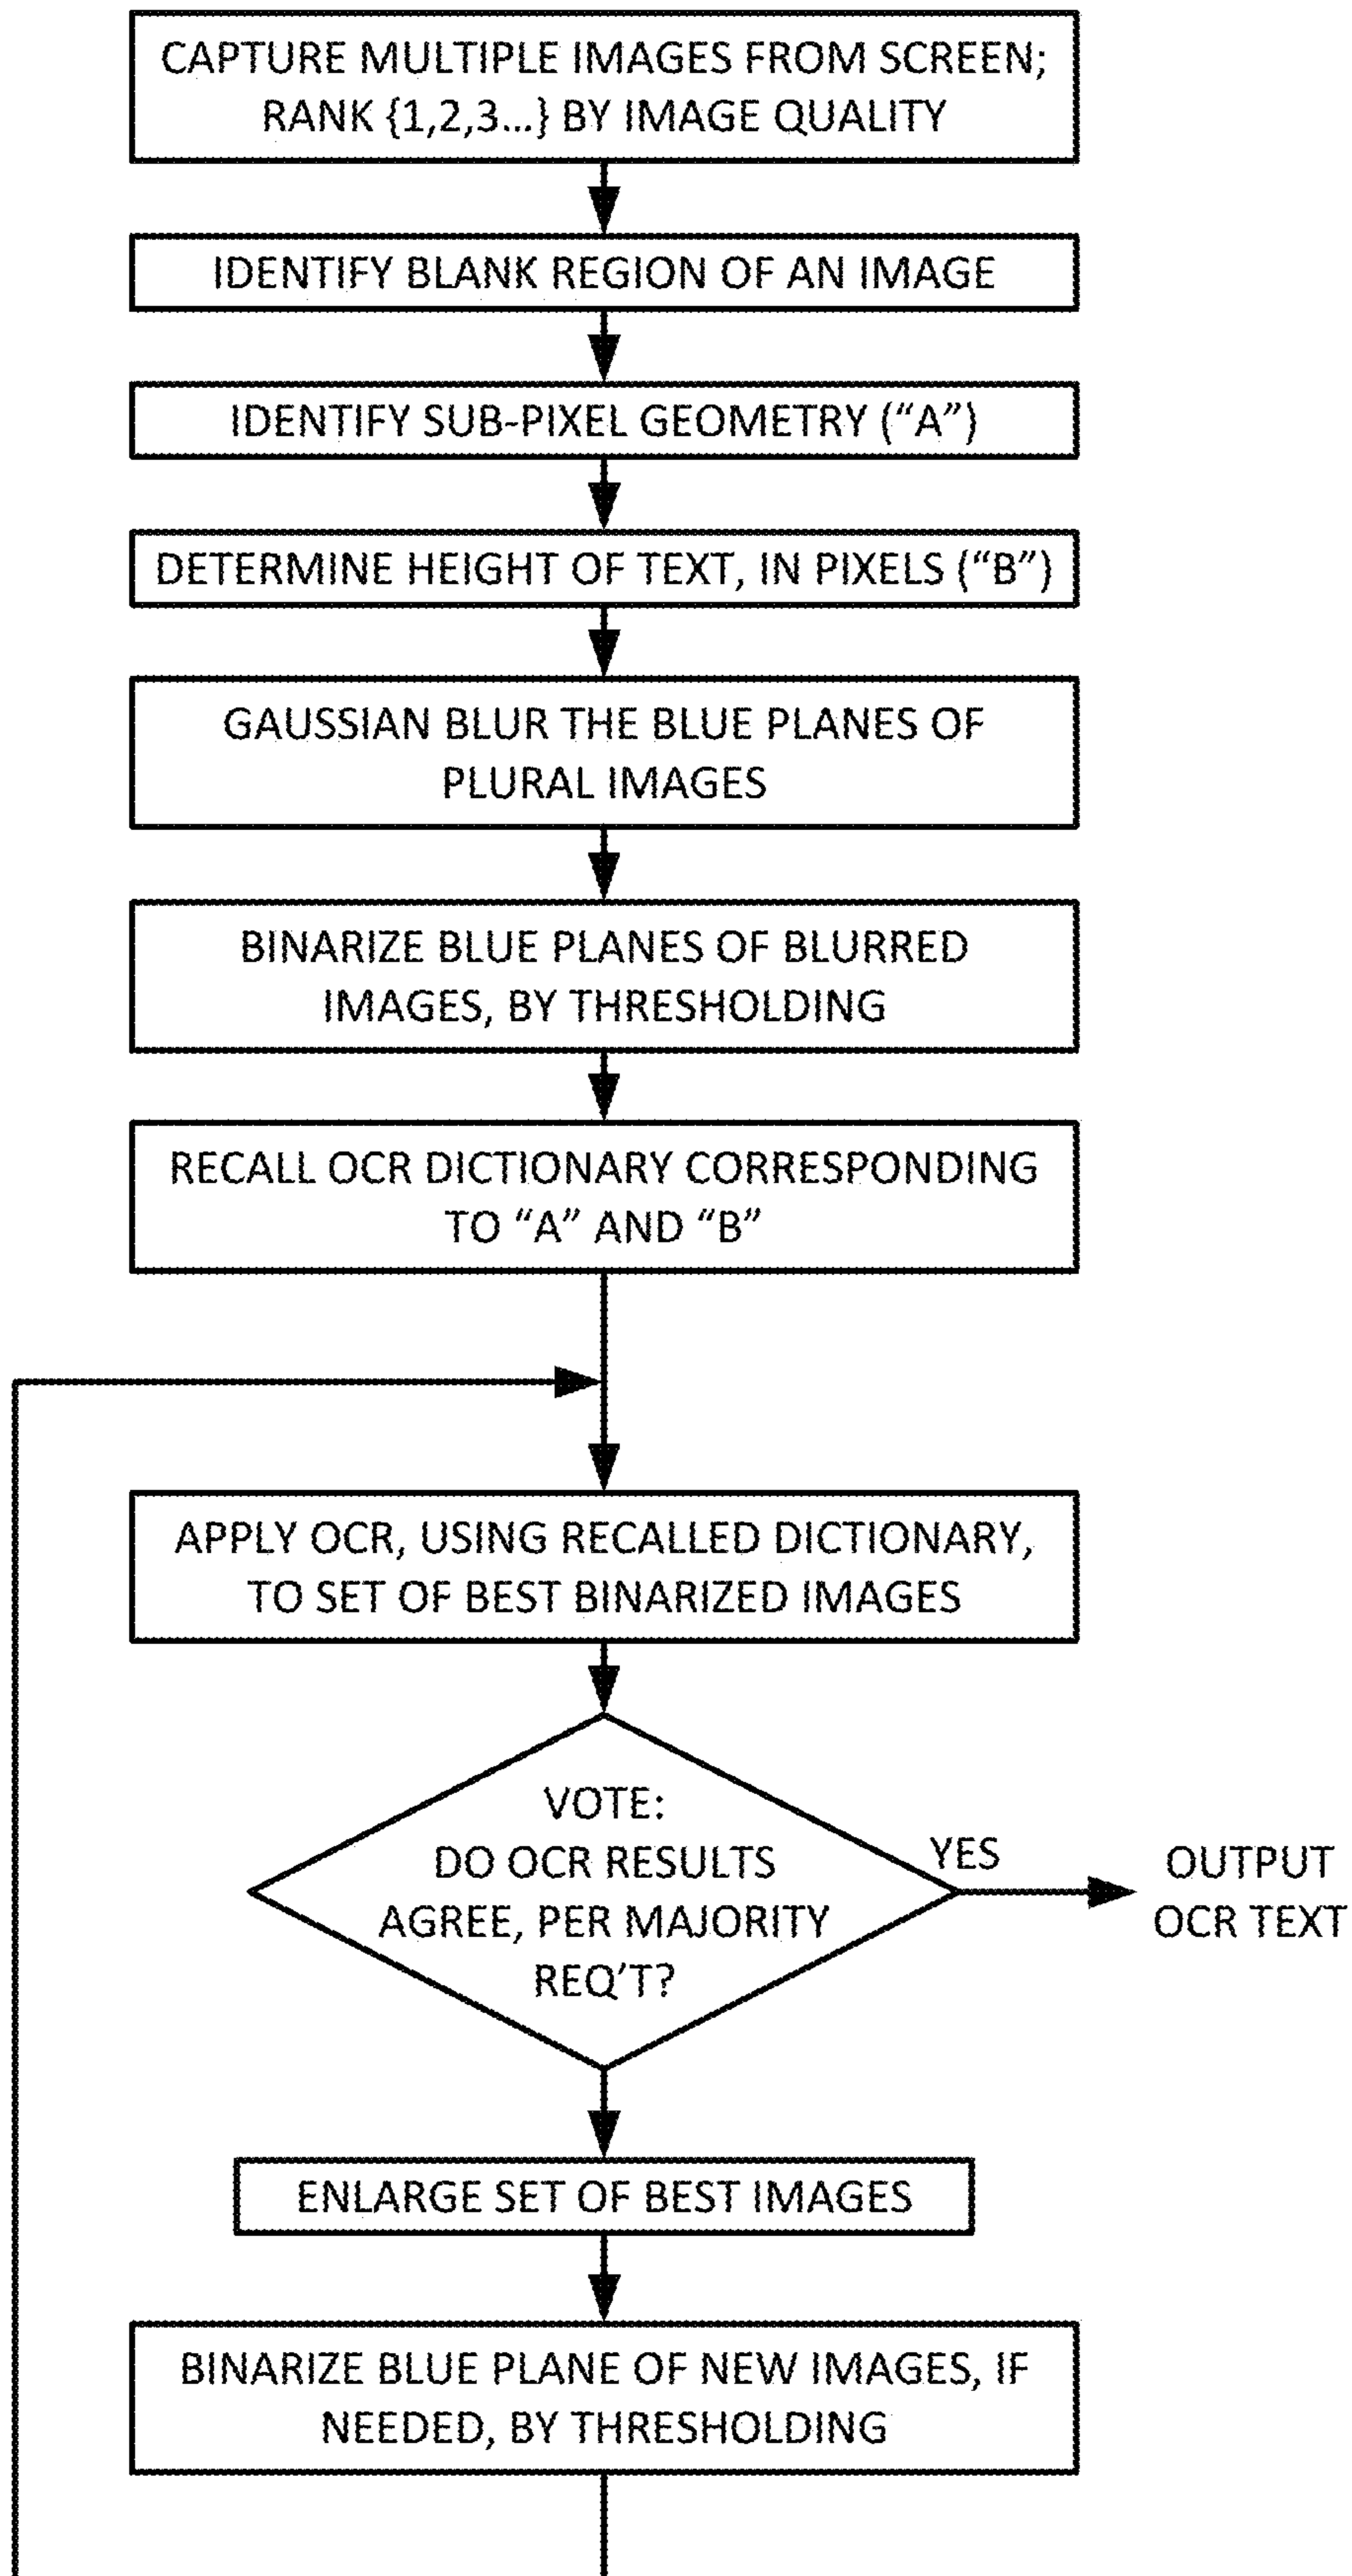 CAPTURE MULTIPLE IMAGES FROM SCREEN;
RANK {1,2,3...} BY IMAGE QUALITY
IDENTIFY BLANK REGION OF AN IMAGE
IDENTIFY SUB-PIXEL GEOMETRY (“A”)
DETERMINE HEIGHT OF TEXT, IN PIXELS (“B”)
GAUSSIAN BLUR THE BLUE PLANES OF
PLURAL IMAGES
BINARIZE BLUE PLANES OF BLURRED
IMAGES, BY THRESHOLDING
RECALL OCR DICTIONARY CORRESPONDING
TO “A” AND “B”
APPLY OCR, USING RECALLED DICTIONARY,
TO SET OF BEST BINARIZED IMAGES
VOTE:
DO OCR RESULTS
AGREE, PER MAJORITY
REQ’T?
YES
OUTPUT
OCR TEXT
ENLARGE SET OF BEST IMAGES
BINARIZE BLUE PLANE OF NEW IMAGES, IF
NEEDED, BY THRESHOLDING